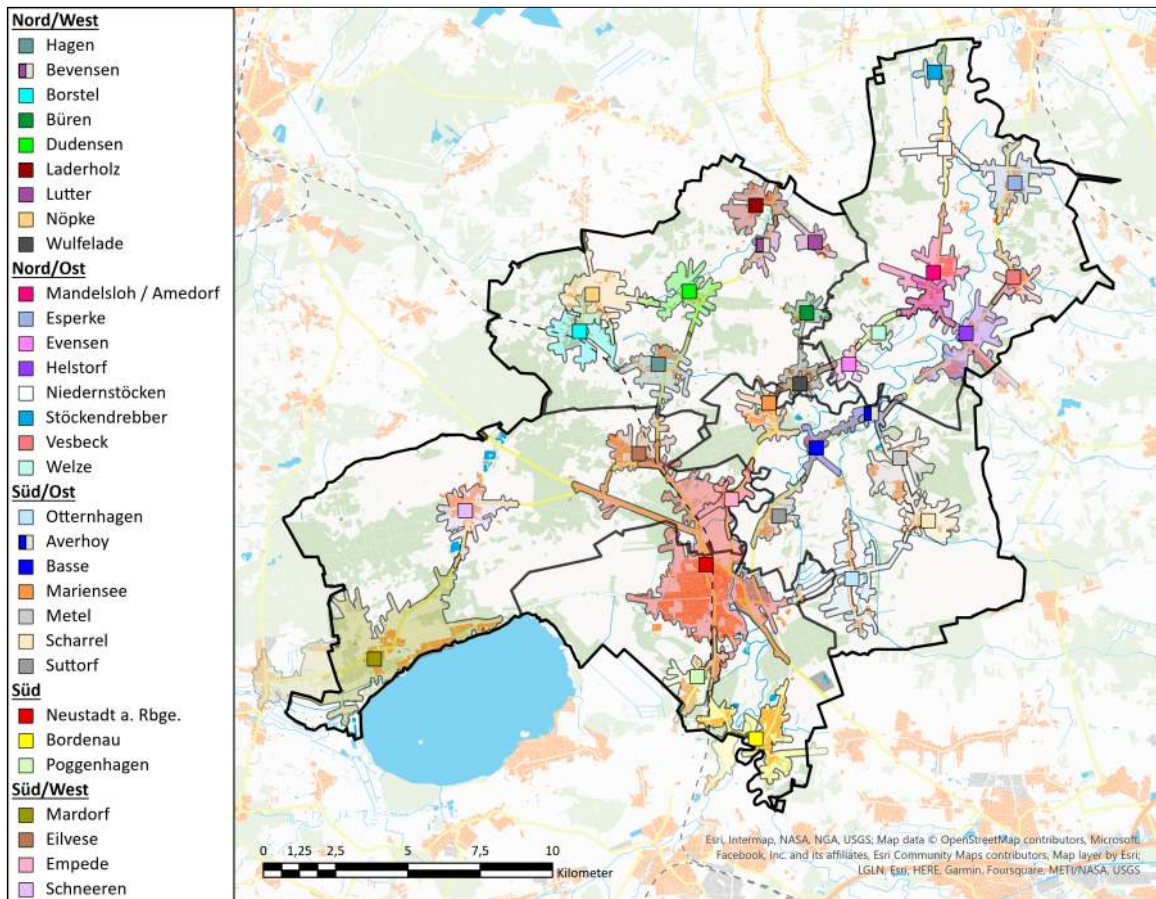 Nord/West
Hagen
Bevensen
Borstel
Büren
Dudensen
Laderholz
Lutter
Nöpke
Wulfelade
Nord/Ost
Mandelsloh / Amedorf
Esperke
Evensen
Helstorf
Niedernstöcken
Stöckendrebber
Vesbeck
Welze
Süd/Ost
Otternhagen
Averhoy
Basse
Mariensee
Metel
Scharrel
Suttorf
Süd
Neustadt a. Rbge.
Bordenau
Poggenhagen
Süd/West
Mardorf
Eilvese
Empede
Schneeren
0 1,25 2,5 5 7,5 10
Kilometer
Esri, Intermap, NASA, NGA, USGS; Map data © OpenStreetMap contributors, Microsoft,
Facebook, Inc. and its affiliates, Esri Community Maps contributors, Map layer by Esri;
LGLN, Esri, HERE, Garmin, Foursquare, METI/NASA, USGS